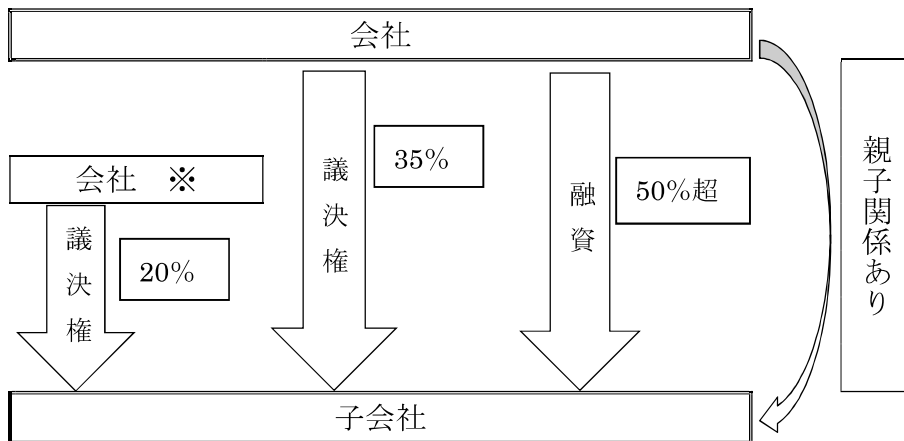 会社
会社 ※
議決権
20%
議決権
35%
融資
50%超
親子関係あり
子会社